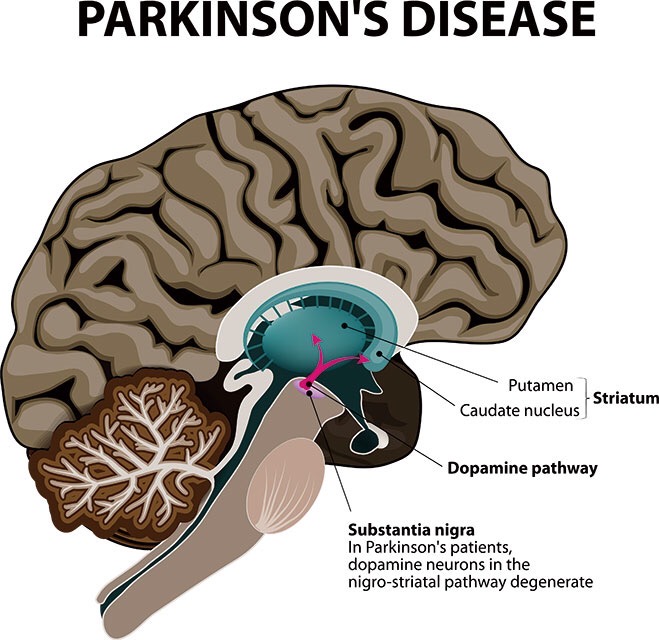 PARKINSON'S DISEASE
Putamen
Caudate nucleus
Striatum
Dopamine pathway
Substantia nigra
In Parkinson's patients,
dopamine neurons in the
nigro-striatal pathway degenerate